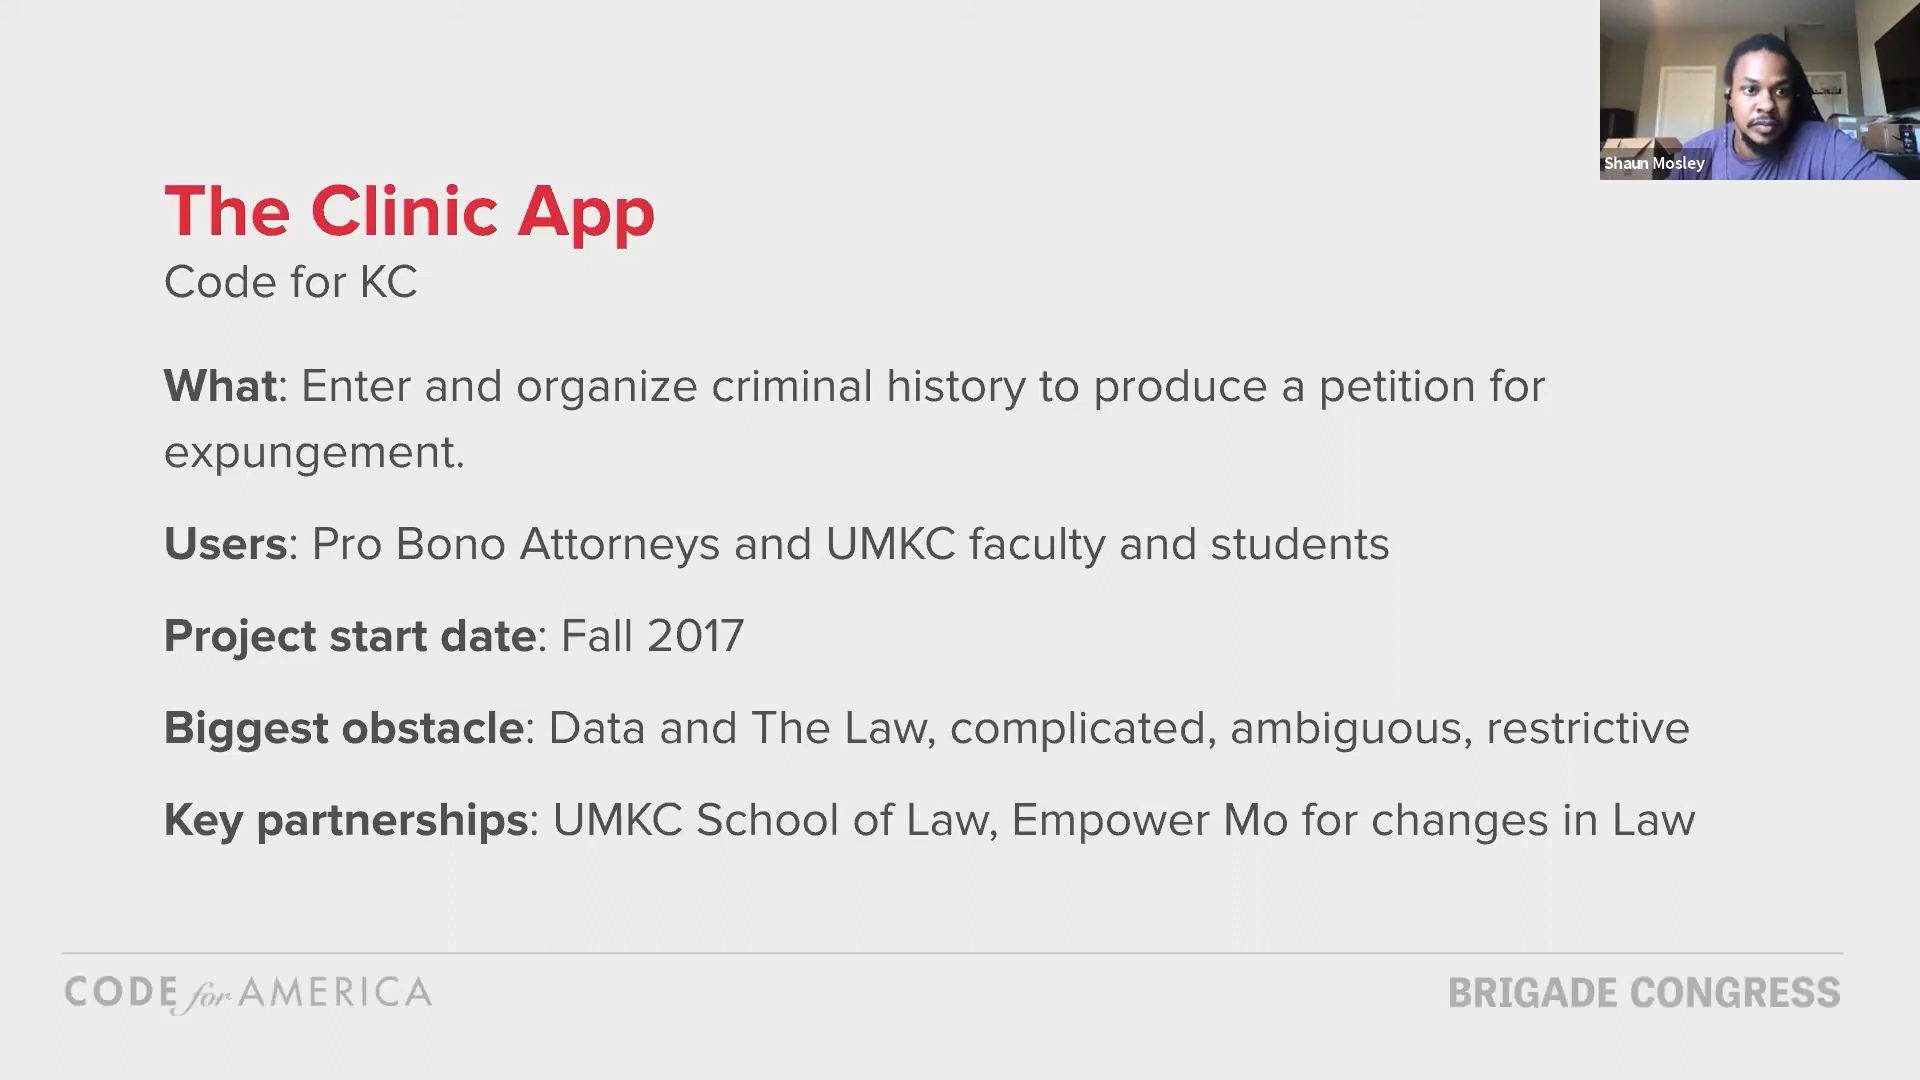 Shaun Mosley
The Clinic App
Code for KC
What: Enter and organize criminal history to produce a petition for
expungement.
Users: Pro Bono Attorneys and UMKC faculty and students
Project start date: Fall 2017
Biggest obstacle: Data and The Law, complicated, ambiguous, restrictive
Key partnerships: UMKC School of Law, Empower Mo for changes in Law
CODE for AMERICA
BRIGADE CONGRESS